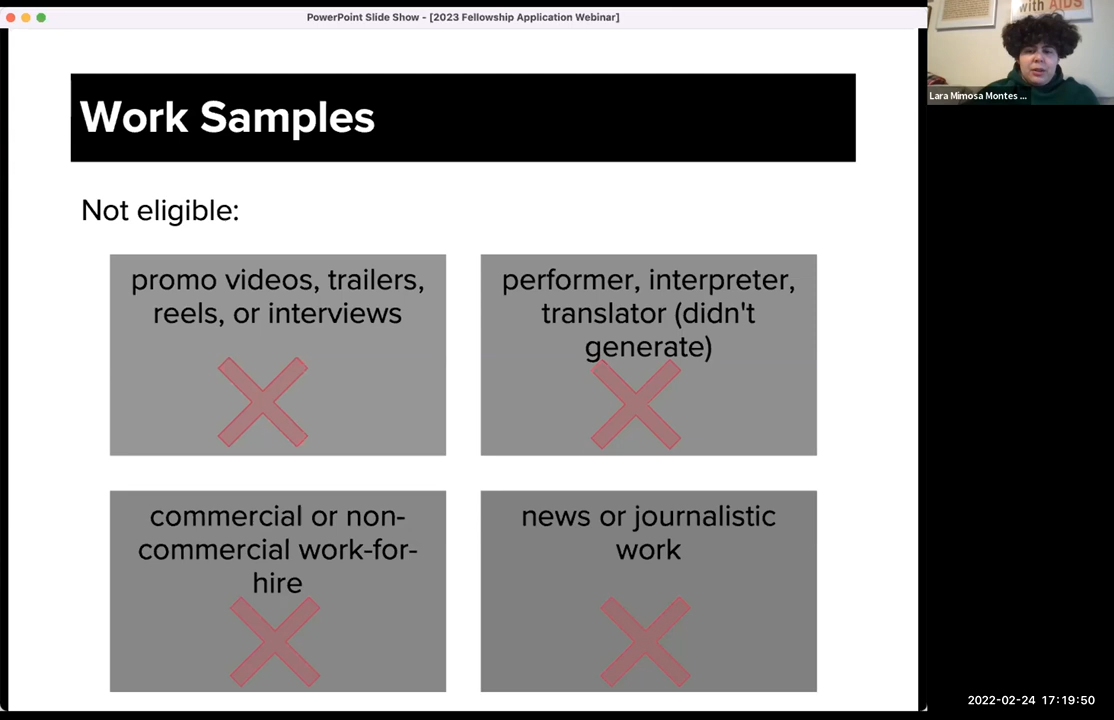 PowerPoint Slide Show - [2023 Fellowship Application Webinar]
with AIDS
Lara Mimosa Montes ...
Work Samples
Not eligible:
promo videos, trailers,
reels, or interviews
performer, interpreter,
translator (didn't
generate)
commercial or non-
commercial work-for-
hire
news or journalistic
work
2022-02-24 17:19:50